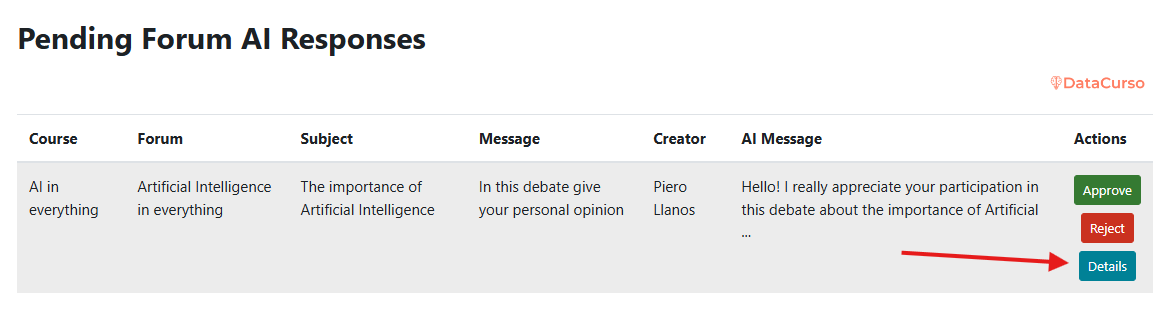 Pending Forum AI Responses
DataCurso
Course Forum Subject Message Creator AI Message Actions
AI in everything
Artificial Intelligence in everything
The importance of Artificial Intelligence
In this debate give your personal opinion
Piero Llanos
Hello! I really appreciate your participation in
this debate about the importance of Artificial
...
Approve
Reject
Details